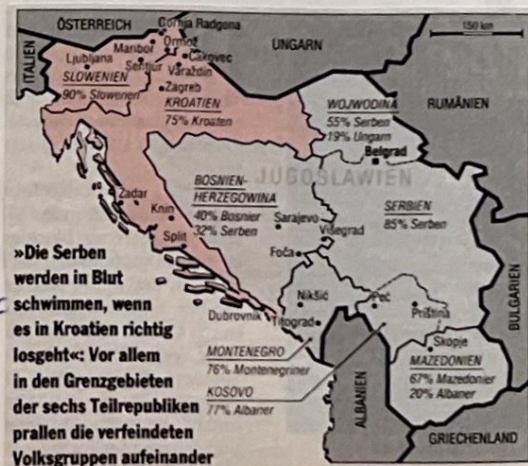 ÖSTERREICH
Gornja Radgona
150 km
ITALIEN
Maribor
Ormož
UNGARN
Ljubljana
Šentjur
Čakovec
SLOWENIEN
Varaždin
90% Slowenen
Zagreb
KROATIEN
75% Kroaten
WOJWODINA
55% Serben
19% Ungarn
RUMÄNIEN
Belgrad
JUGOSLAWIEN
BOSNIEN-
HERZEGOWINA
40% Bosnier
32% Serben
SERBIEN
85% Serben
Zadar
Knin
Split
Sarajevo
Višegrad
Foča
»Die Serben
werden in Blut
schwimmen, wenn
es in Kroatien richtig
losgeht«: Vor allem
in den Grenzgebieten
der sechs Teilrepubliken
prallen die verfeindeten
Volksgruppen aufeinander
Nikšić
Dubrovnik
Titograd
Peć
Priština
BULGARIEN
MONTENEGRO
76% Montenegriner
KOSOVO
77% Albaner
Skopje
MAZEDONIEN
67% Mazedonier
20% Albaner
ALBANIEN
GRIECHENLAND